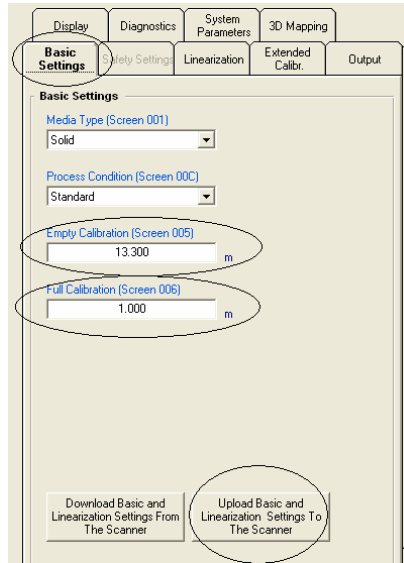 Display
Diagnostics
System
Parameters
3D Mapping
Basic
Settings
Safety Settings
Linearization
Extended
Calibr.
Output
Basic Settings
Media Type (Screen 001)
Solid
Process Condition (Screen 00C)
Standard
Empty Calibration (Screen 005)
13.300
m
Full Calibration (Screen 006)
1.000
m
Download Basic and
Linearization Settings From
The Scanner
Upload Basic and
Linearization Settings To
The Scanner